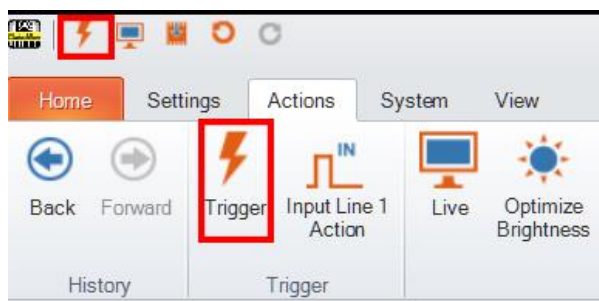 Home Settings Actions System View
IN
Back Forward Trigger Input Line 1 Live Optimize
Action Brightness
History Trigger